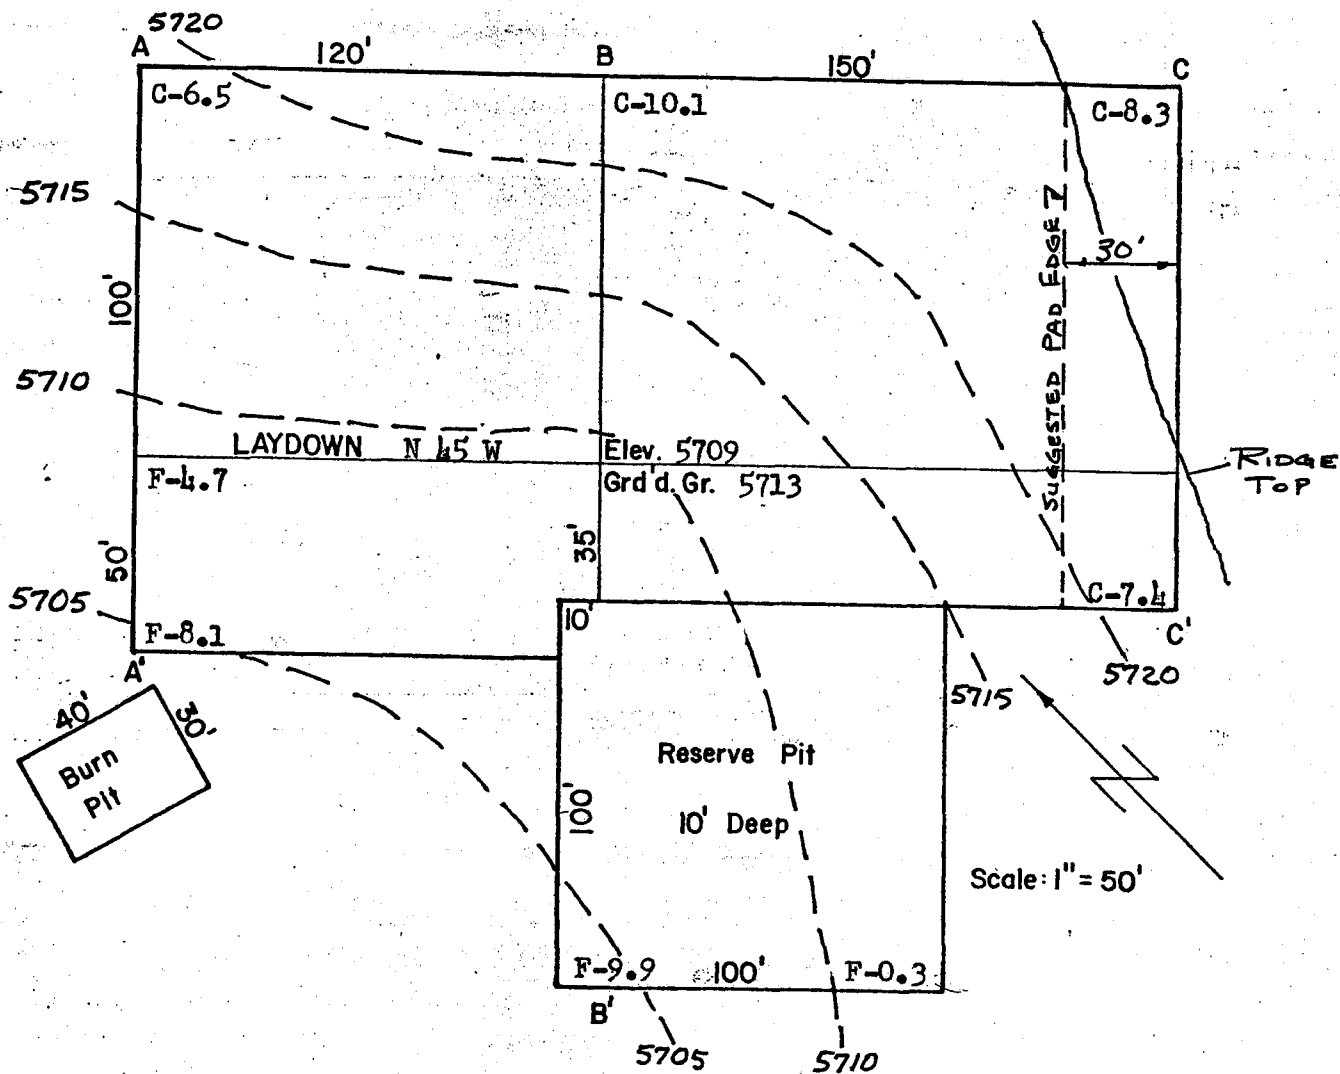 5720
A
120'
B
150'
C
C-6.5
C-10.1
C-8.3
5715
SUGGESTED PAD EDGE
30'
100'
5710
LAYDOWN N 45 W
Elev. 5709
RIDGE TOP
F-4.7
Grd'd. Gr. 5713
50'
35'
5705
F-8.1
10'
C-7.4
A'
C'
5720
5715
40'
30'
Burn
Pit
Reserve Pit
10' Deep
100'
Scale: 1" = 50'
F-9.9
100'
F-0.3
B'
5705
5710